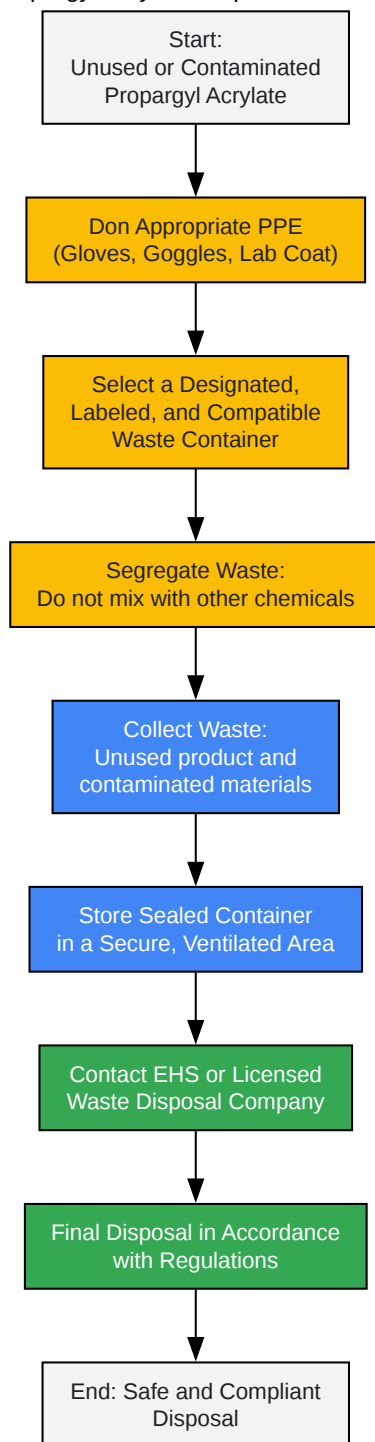 Start:
Unused or Contaminated
Propargyl Acrylate
Don Appropriate PPE
(Gloves, Goggles, Lab Coat)
Select a Designated,
Labeled, and Compatible
Waste Container
Segregate Waste:
Do not mix with other chemicals
Collect Waste:
Unused product and
contaminated materials
Store Sealed Container
in a Secure, Ventilated Area
Contact EHS or Licensed
Waste Disposal Company
Final Disposal in Accordance
with Regulations
End: Safe and Compliant
Disposal